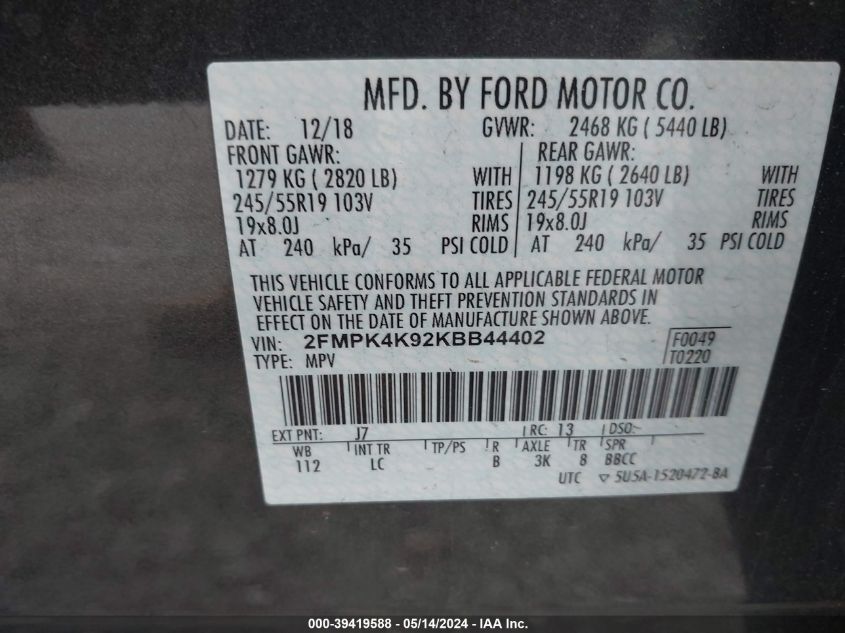 MFD. BY FORD MOTOR CO.
DATE: 12/18 GVWR: 2468 KG ( 5440 LB)
FRONT GAWR: REAR GAWR:
1279 KG ( 2820 LB) WITH 1198 KG ( 2640 LB) WITH
245/55R19 103V TIRES 245/55R19 103V TIRES
19x8.0J RIMS 19x8.0J RIMS
AT 240 kPa/ 35 PSI COLD AT 240 kPa/ 35 PSI COLD
THIS VEHICLE CONFORMS TO ALL APPLICABLE FEDERAL MOTOR
VEHICLE SAFETY AND THEFT PREVENTION STANDARDS IN
EFFECT ON THE DATE OF MANUFACTURE SHOWN ABOVE.
VIN: 2FMPK4K92KBB44402 F0049
TYPE: MPV T0220
EXT PNT: J7 RC: 13 DSO:
WB INT TR TP/PS R AXLE TR SPR
112 LC B 3K 8 BBCC
UTC ▽ 5U5A-1520472-BA
000-39419588 - 05/14/2024 - IAA Inc.